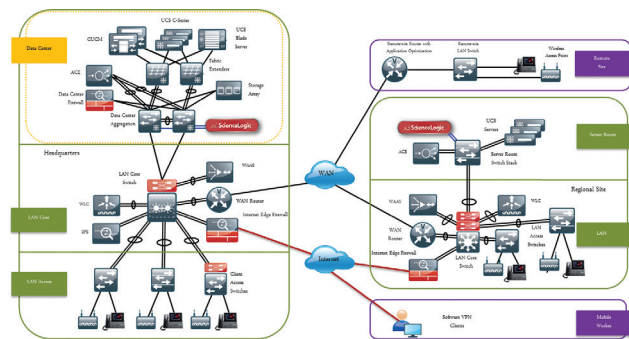 Data Center
UCS C-Series
CUCM
UCS
Blade
Server
Fabric
Extenders
ACE
Data Center
Firewall
Storage
Array
Data Center
Aggregation
ScienceLogic
Headquarters
LAN Core
Switch
WAAS
WLC
WAN Router
IPS
Internet Edge Firewall
LAN Core
LAN Access
Client
Access
Switches
WAN
Internet
Remote-site Router with
Application Optimization
Remote-site
LAN Switch
Wireless
Access Point
Remote
Site
ScienceLogic
UCS
Servers
ACE
Server Room
Switch Stack
Server Room
Regional Site
WAAS
WLC
WAN
Router
LAN
Access
Switches
Internet Edge Firewall
LAN Core
Switch
LAN
Software VPN
Clients
Mobile
Worker